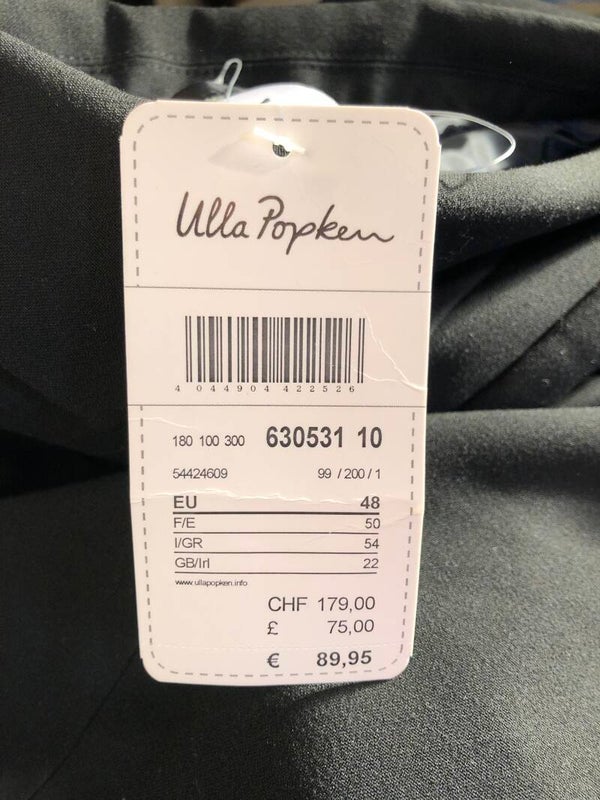 Ulla Popken
4 044904 422526
180 100 300 630531 10
54424609 99 / 200 / 1
EU 48
F/E 50
I/GR 54
GB/Irl 22
www.ullapopken.info
CHF 179,00
£ 75,00
€ 89,95